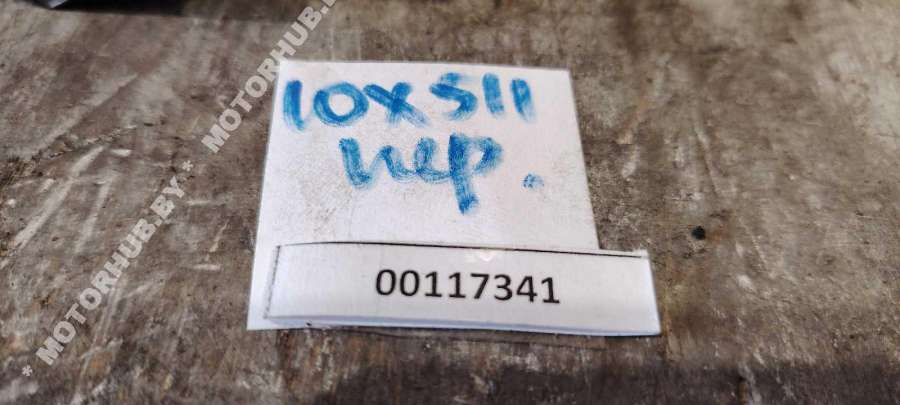 * MOTORHUB.BY * MOTORHUB.BY
10X511
пер.
00117341